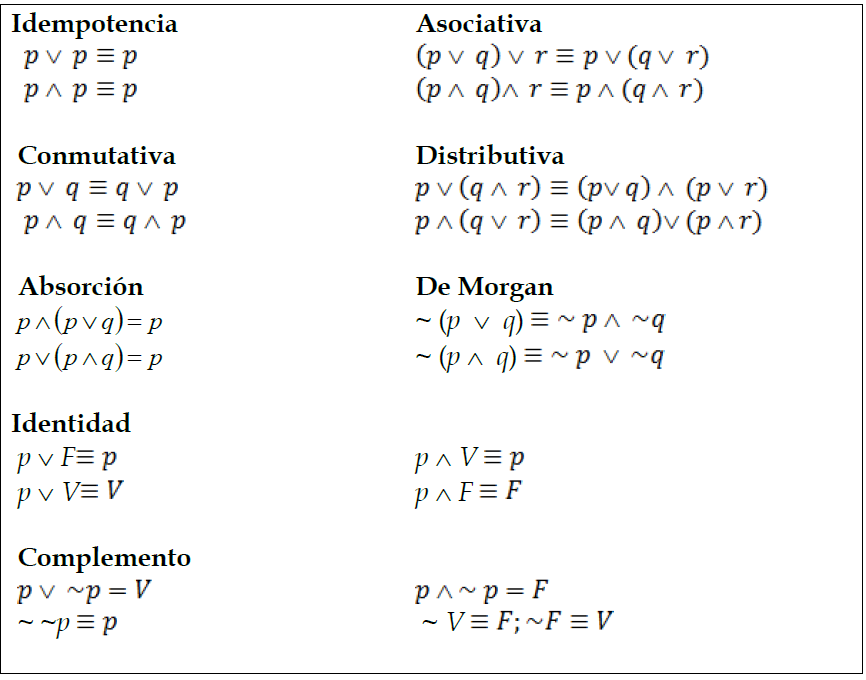 Idempotencia
p ∨ p ≡ p
p ∧ p ≡ p
Asociativa
(p ∨ q) ∨ r ≡ p ∨ (q ∨ r)
(p ∧ q)∧ r ≡ p ∧ (q ∧ r)
Conmutativa
p ∨ q ≡ q ∨ p
p ∧ q ≡ q ∧ p
Distributiva
p ∨ (q ∧ r) ≡ (p∨ q) ∧ (p ∨ r)
p ∧ (q ∨ r) ≡ (p ∧ q)∨ (p ∧ r)
Absorción
p ∧ (p ∨ q) = p
p ∨ (p ∧ q) = p
De Morgan
~ (p ∨ q) ≡ ~ p ∧ ~q
~ (p ∧ q) ≡ ~ p ∨ ~q
Identidad
p ∨ F≡ p
p ∨ V≡ V
p ∧ V ≡ p
p ∧ F ≡ F
Complemento
p ∨ ~p = V
~ ~p ≡ p
p ∧ ~ p = F
~ V ≡ F; ~F ≡ V